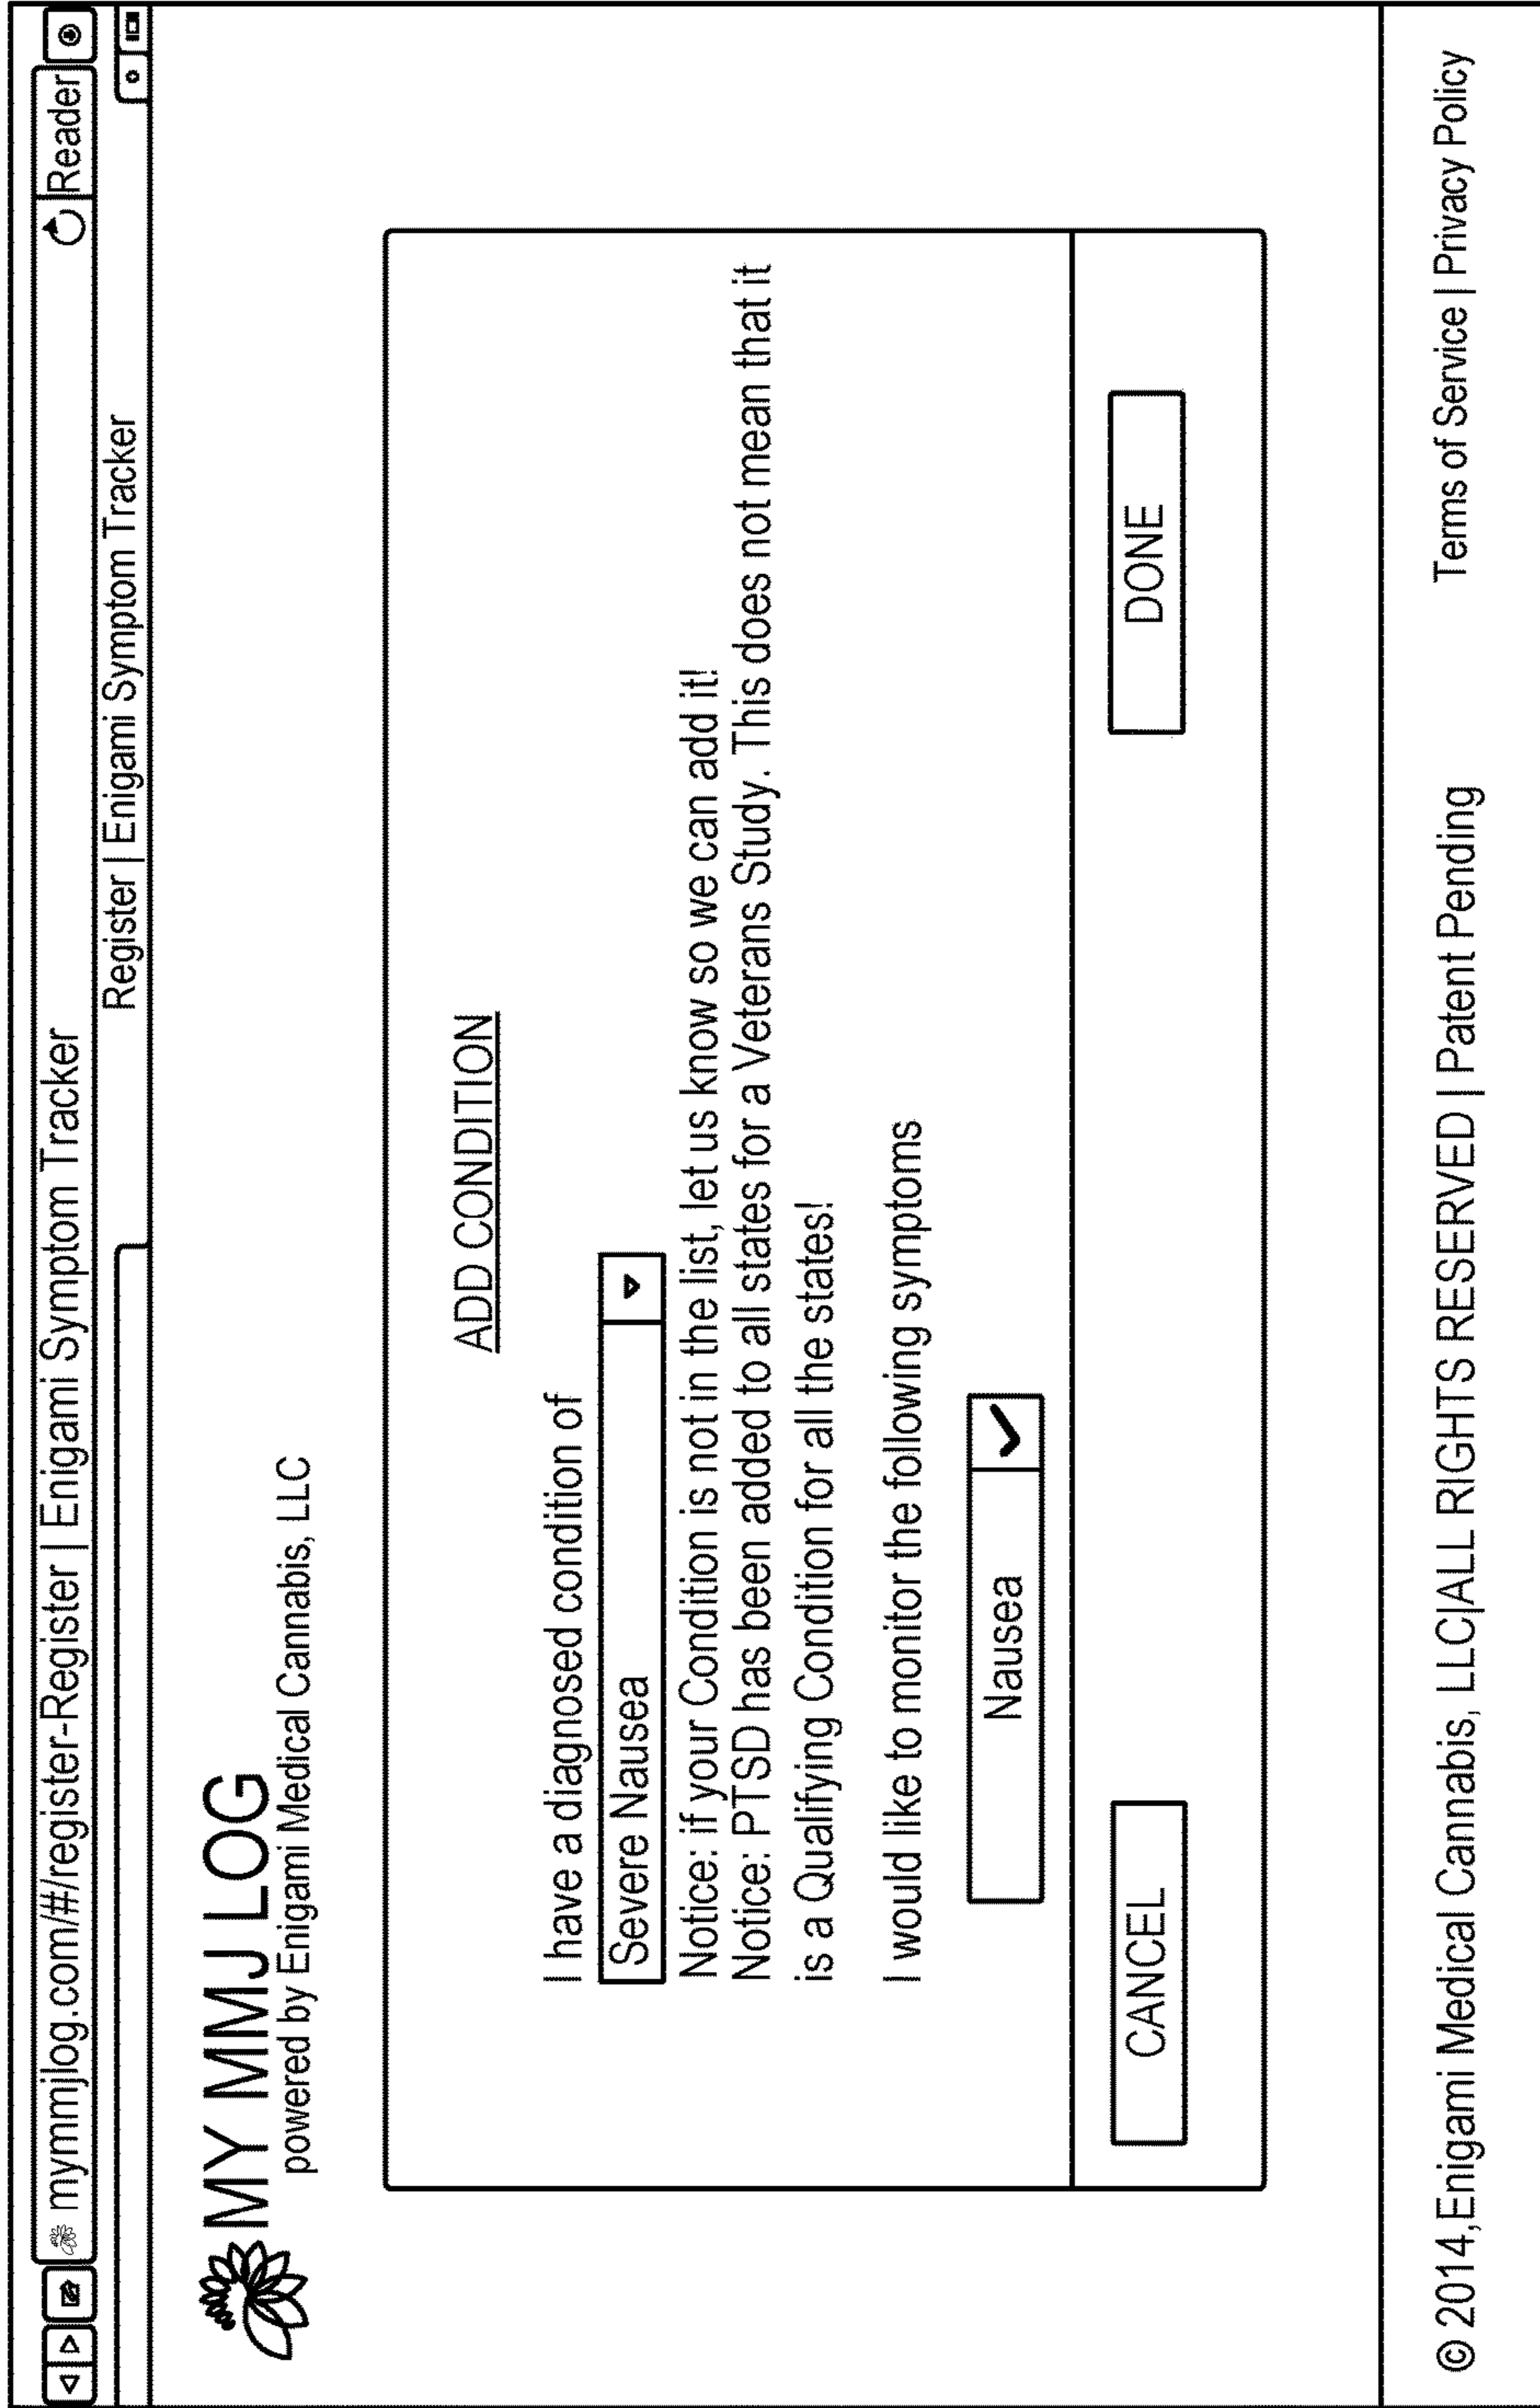 mymmjlog.com/#/register-Register | Enigami Symptom Tracker
Reader
Register | Enigami Symptom Tracker
MY MMJ LOG
powered by Enigami Medical Cannabis, LLC
ADD CONDITION
I have a diagnosed condition of
Severe Nausea
Notice: if your Condition is not in the list, let us know so we can add it!
Notice: PTSD has been added to all states for a Veterans Study. This does not mean that it
is a Qualifying Condition for all the states!
I would like to monitor the following symptoms
Nausea
CANCEL
DONE
© 2014,Enigami Medical Cannabis, LLC|ALL RIGHTS RESERVED | Patent Pending
Terms of Service | Privacy Policy